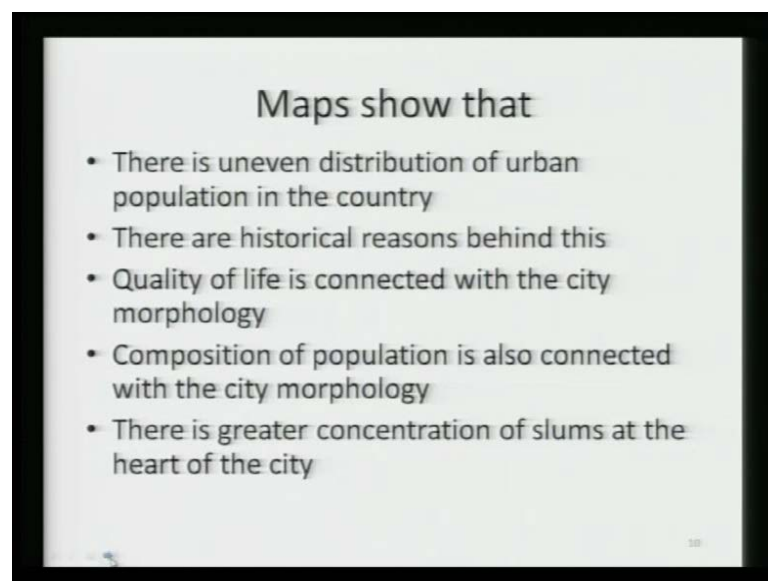 Maps show that
• There is uneven distribution of urban
population in the country
• There are historical reasons behind this
• Quality of life is connected with the city
morphology
• Composition of population is also connected
with the city morphology
• There is greater concentration of slums at the
heart of the city
10